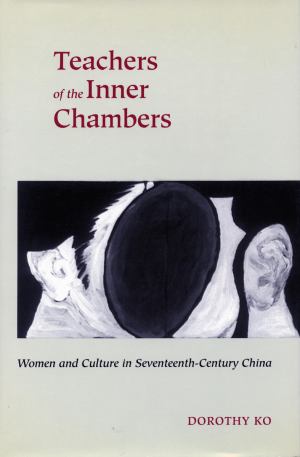 Teachers
of the Inner
Chambers
Women and Culture in Seventeenth-Century China
DOROTHY KO